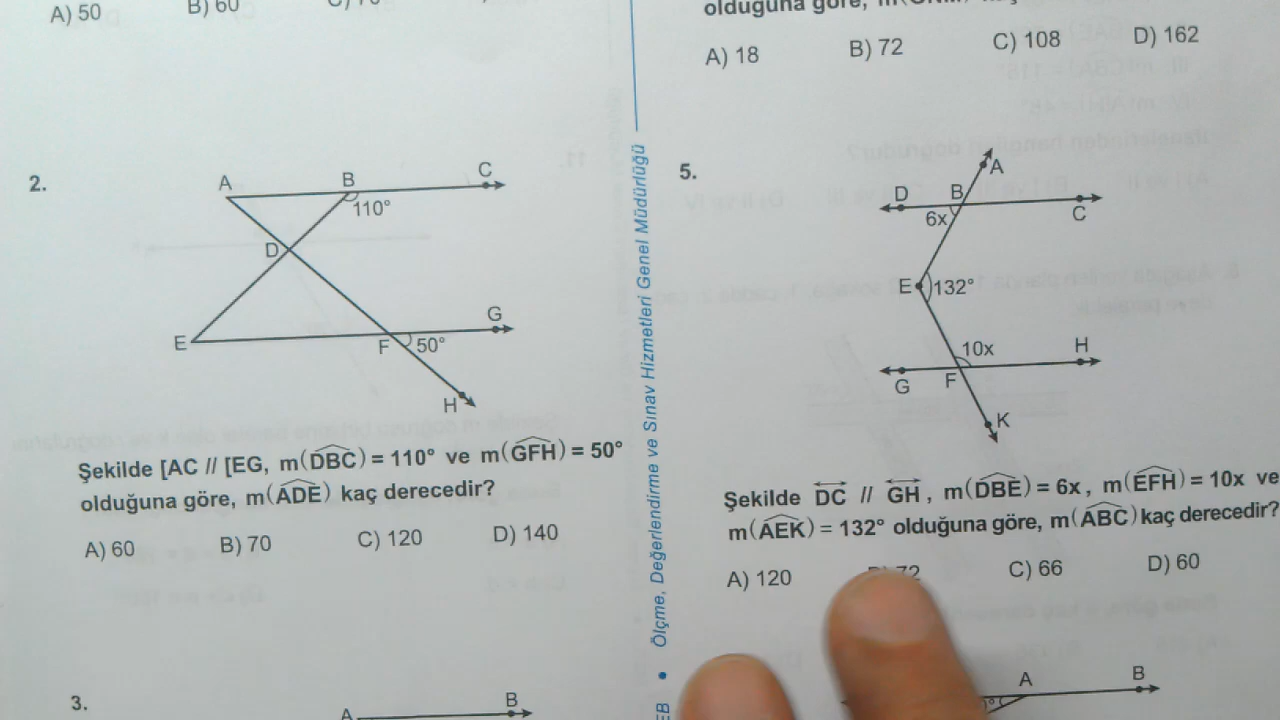 A) 50
B) 60
2.
A
B
C
110°
D
E
F
G
50°
H
Şekilde [AC // [EG, m(DBC) = 110° ve m(GFH) = 50°
olduğuna göre, m(ADE) kaç derecedir?
A) 60
B) 70
C) 120
D) 140
3.
A
B
Ölçme, Değerlendirme ve Sınav Hizmetleri Genel Müdürlüğü
olduğuna göre,
A) 18
B) 72
C) 108
D) 162
5.
A
D
B
C
6x
E
132°
10x
H
G
F
K
Şekilde DC // GH, m(DBE) = 6x, m(EFH) = 10x ve
m(AEK) = 132° olduğuna göre, m(ABC) kaç derecedir?
A) 120
72
C) 66
D) 60
A
B